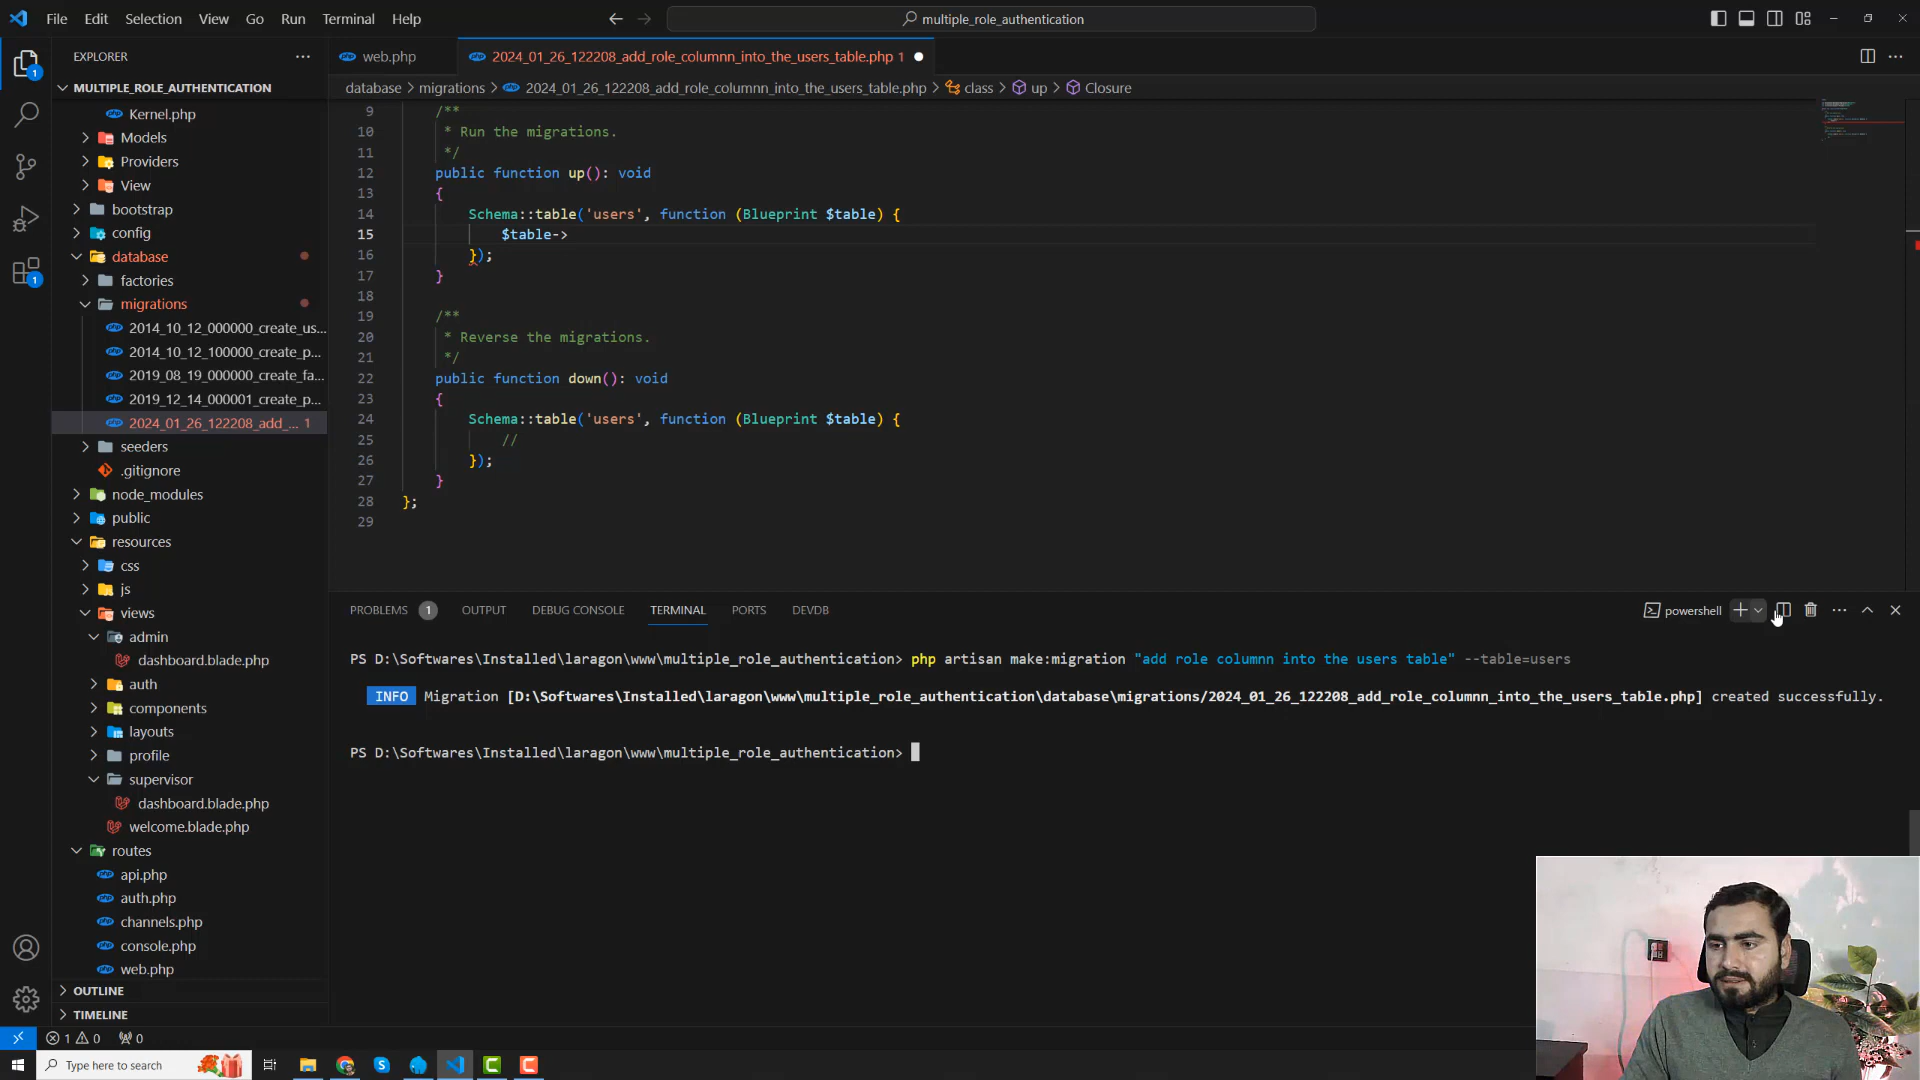 File Edit Selection View Go Run Terminal Help
multiple_role_authentication
EXPLORER
web.php
2024_01_26_122208_add_role_columnn_into_the_users_table.php 1
MULTIPLE_ROLE_AUTHENTICATION
database > migrations > 2024_01_26_122208_add_role_columnn_into_the_users_table.php > class > up > Closure
Kernel.php
Models
Providers
View
bootstrap
config
database
factories
migrations
2014_10_12_000000_create_us...
2014_10_12_100000_create_p...
2019_08_19_000000_create_fa...
2019_12_14_000001_create_p...
2024_01_26_122208_add_... 1
seeders
.gitignore
node_modules
public
resources
css
js
views
admin
dashboard.blade.php
auth
components
layouts
profile
supervisor
dashboard.blade.php
welcome.blade.php
routes
api.php
auth.php
channels.php
console.php
web.php
OUTLINE
TIMELINE
9 /**
10 * Run the migrations.
11 */
12 public function up(): void
13 {
14 Schema::table('users', function (Blueprint $table) {
15 $table->
16 });
17 }
18
19 /**
20 * Reverse the migrations.
21 */
22 public function down(): void
23 {
24 Schema::table('users', function (Blueprint $table) {
25 //
26 });
27 }
28 };
29
PROBLEMS 1 OUTPUT DEBUG CONSOLE TERMINAL PORTS DEVDB
powershell
PS D:\Softwares\Installed\laragon\www\multiple_role_authentication> php artisan make:migration "add role columnn into the users table" --table=users
INFO Migration [D:\Softwares\Installed\laragon\www\multiple_role_authentication\database\migrations/2024_01_26_122208_add_role_columnn_into_the_users_table.php] created successfully.
PS D:\Softwares\Installed\laragon\www\multiple_role_authentication>
1 0 0
Type here to search